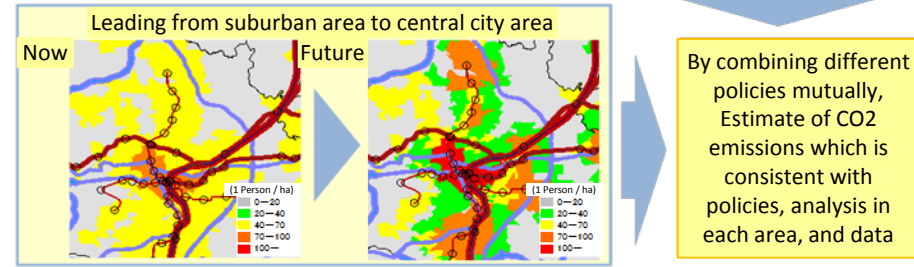 Leading from suburban area to central city area
Now
Future
(1 Person / ha)
0－20
20－40
40－70
70－100
100－
(1 Person / ha)
0－20
20－40
40－70
70－100
100－
By combining different
policies mutually,
Estimate of CO2
emissions which is
consistent with
policies, analysis in
each area, and data